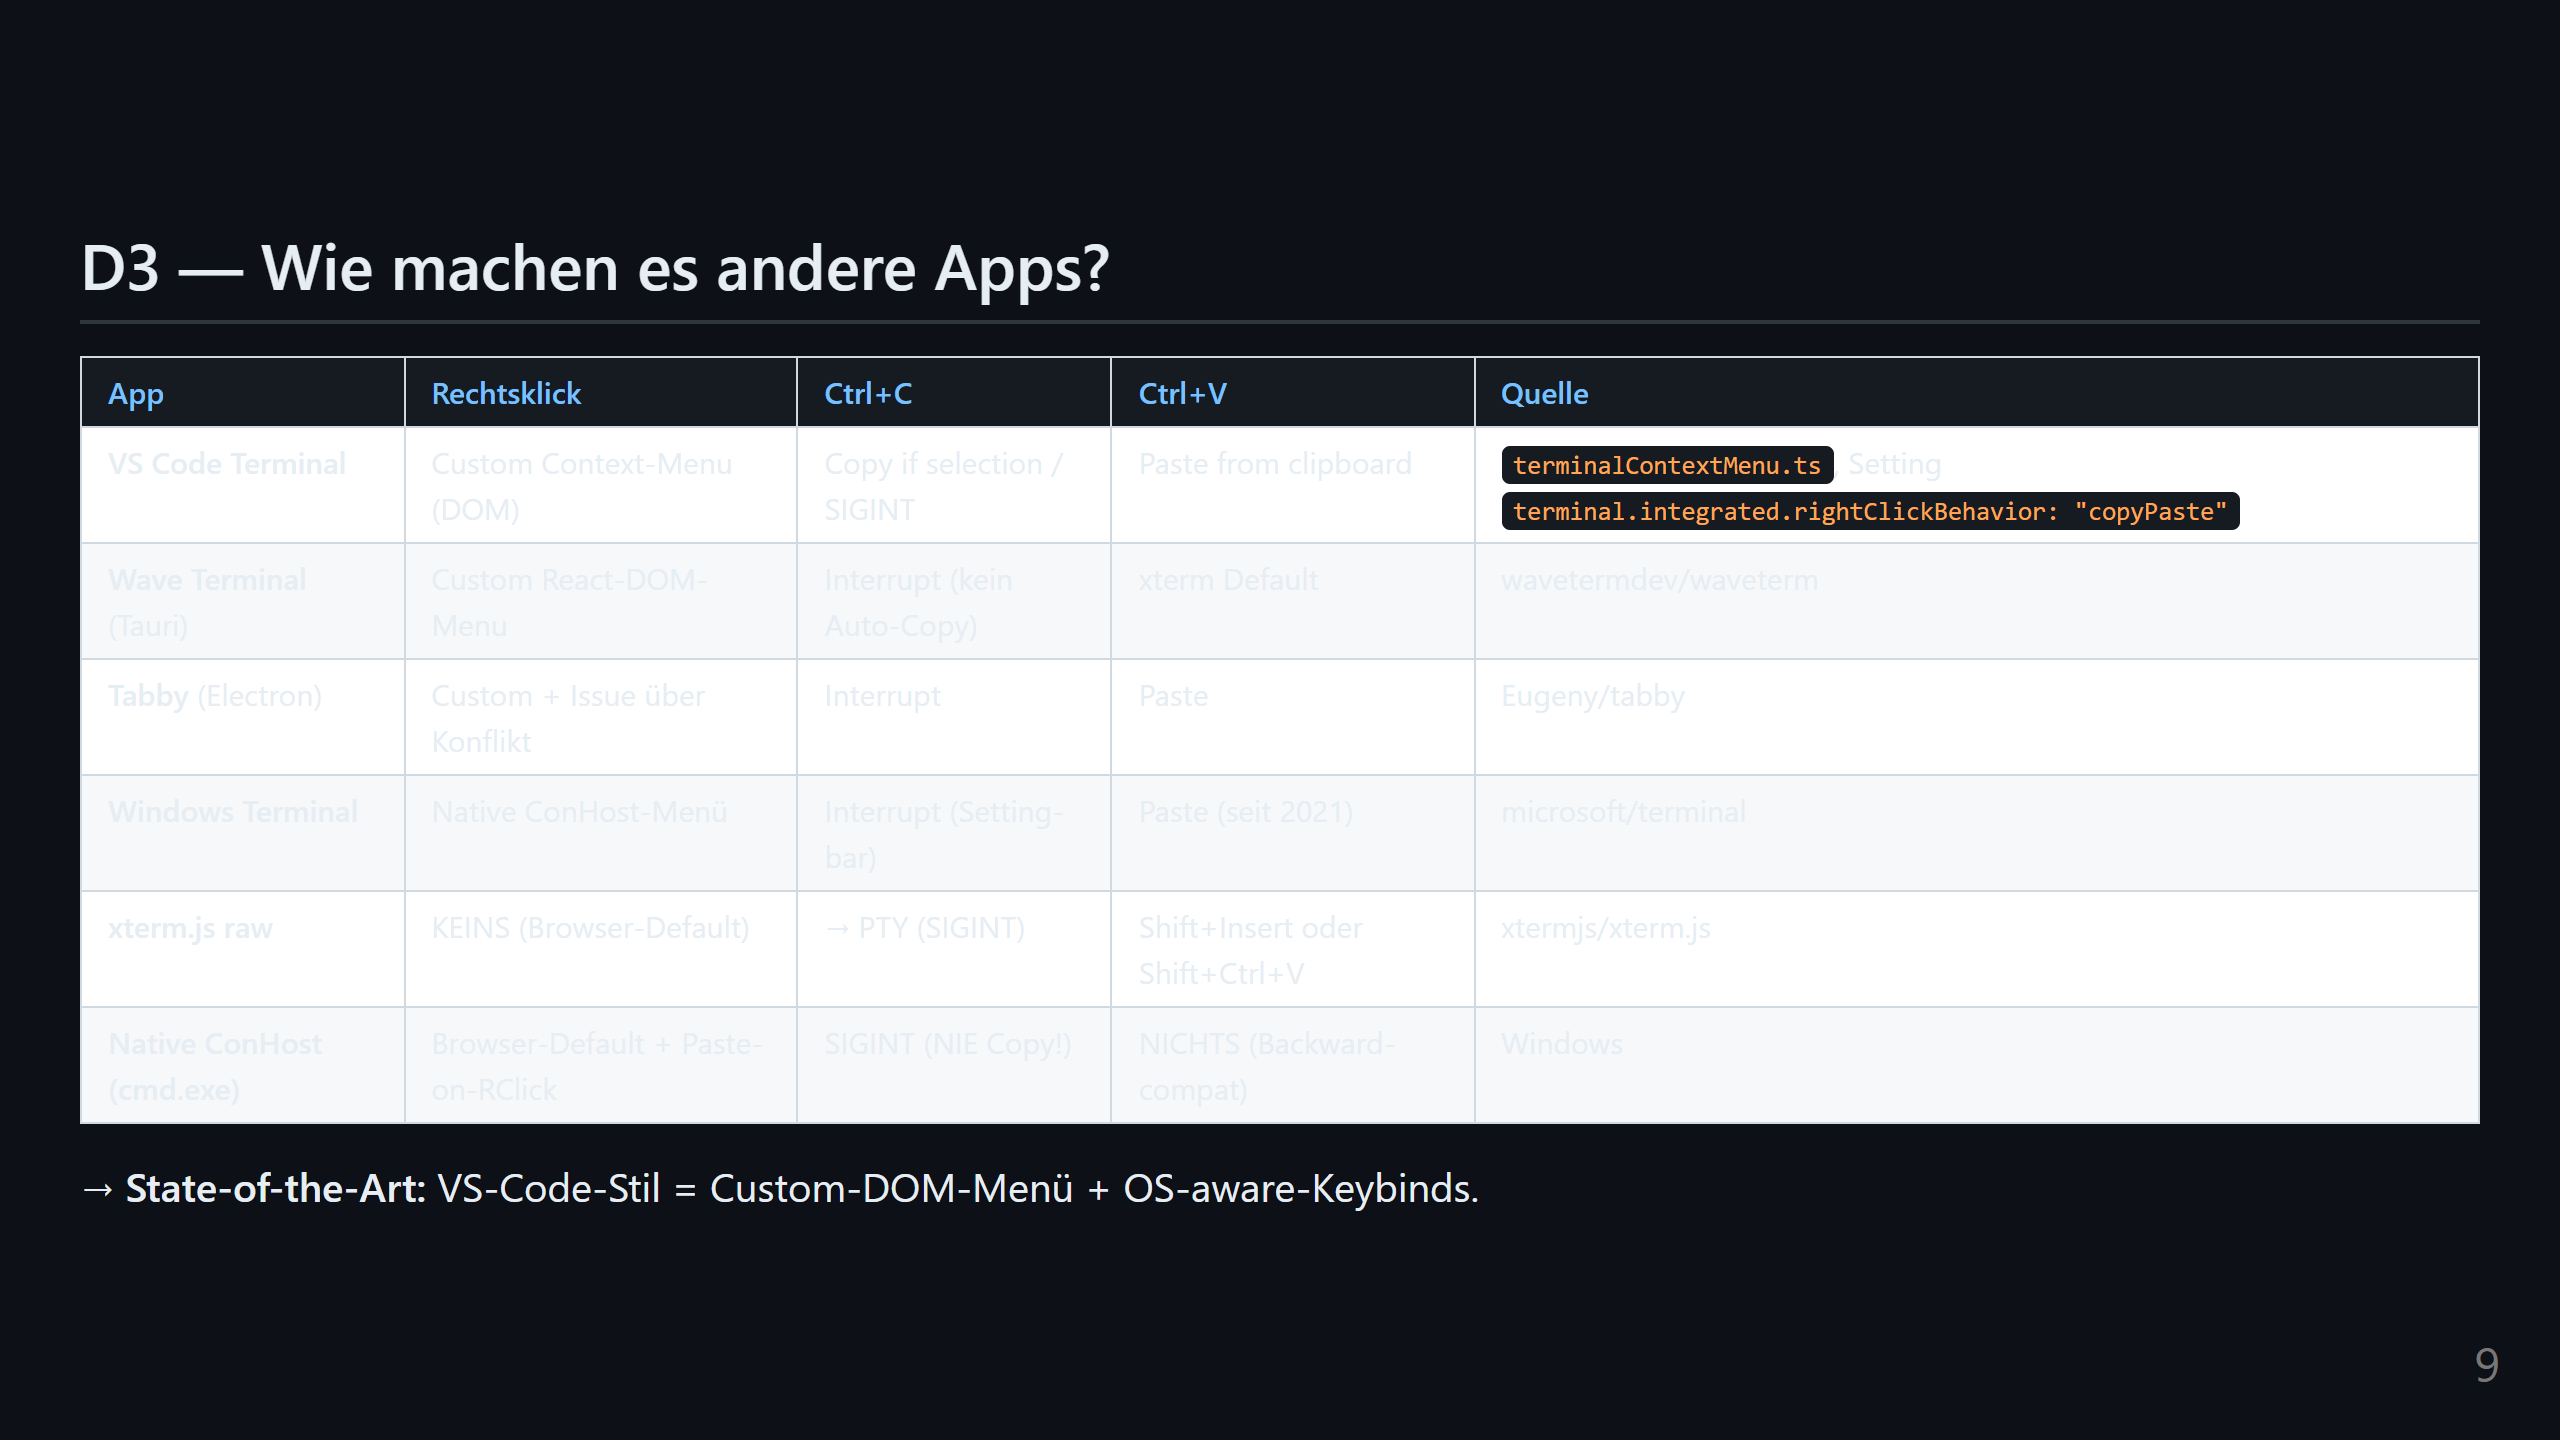 D3 — Wie machen es andere Apps?
App Rechtsklick Ctrl+C Ctrl+V Quelle
VS Code Terminal Custom Context-Menu (DOM) Copy if selection / SIGINT Paste from clipboard terminalContextMenu.ts, Setting terminal.integrated.rightClickBehavior: "copyPaste"
Wave Terminal (Tauri) Custom React-DOM-Menu Interrupt (kein Auto-Copy) xterm Default wavetermdev/waveterm
Tabby (Electron) Custom + Issue über Konflikt Interrupt Paste Eugeny/tabby
Windows Terminal Native ConHost-Menü Interrupt (Setting-bar) Paste (seit 2021) microsoft/terminal
xterm.js raw KEINS (Browser-Default) → PTY (SIGINT) Shift+Insert oder Shift+Ctrl+V xtermjs/xterm.js
Native ConHost (cmd.exe) Browser-Default + Paste-on-RClick SIGINT (NIE Copy!) NICHTS (Backward-compat) Windows
→ State-of-the-Art: VS-Code-Stil = Custom-DOM-Menü + OS-aware-Keybinds.
9